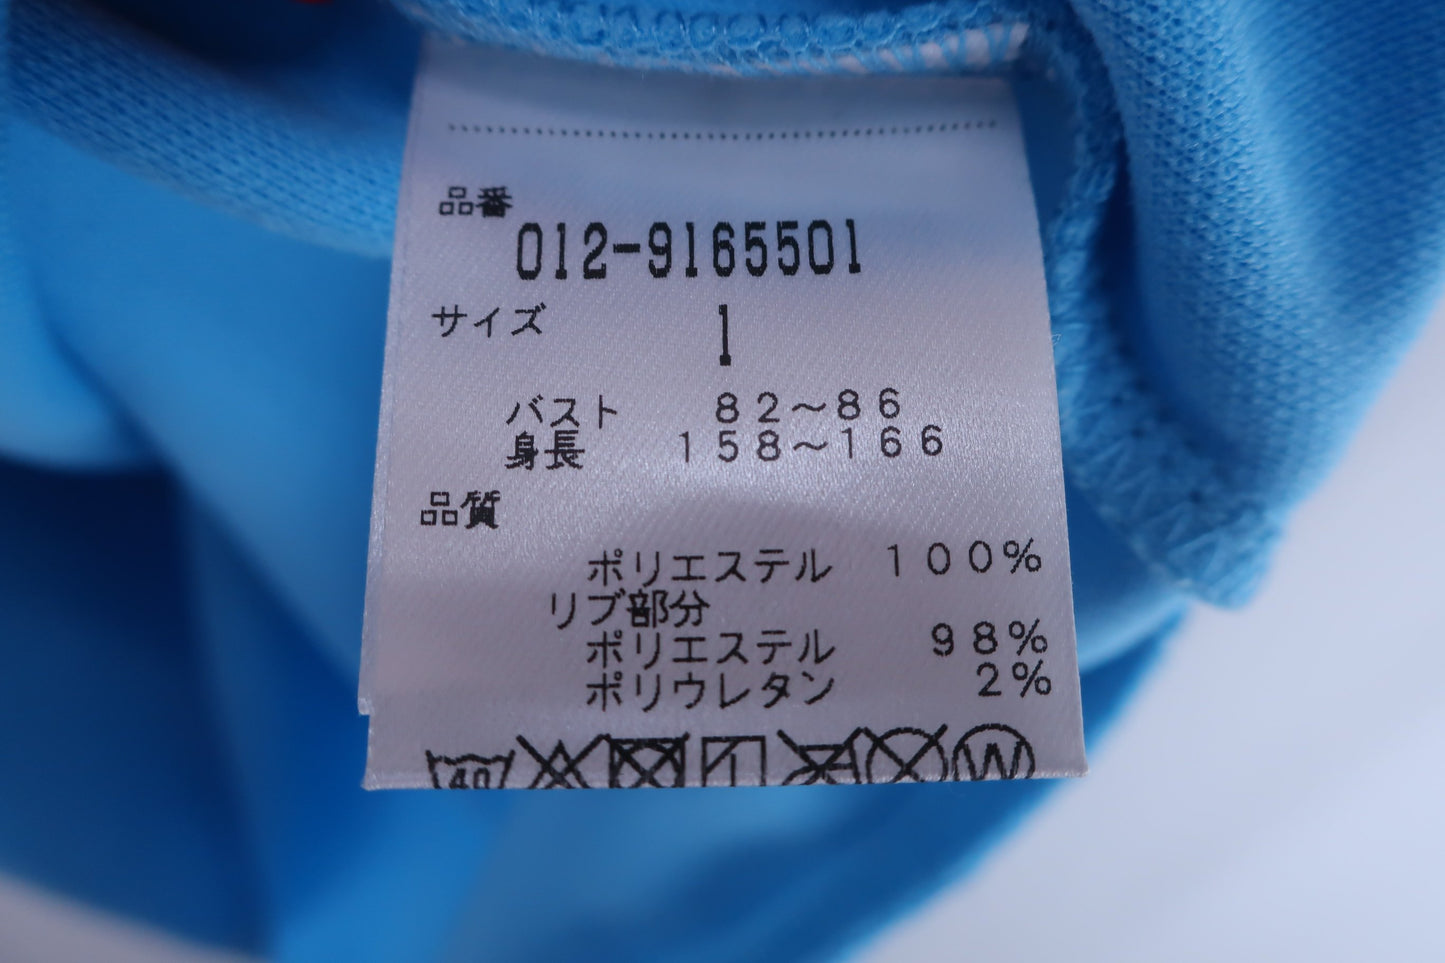 品番
012-9165501
サイズ 1
バスト 82～86
身長 158～166
品質
ポリエステル 100%
リブ部分
ポリエステル 98%
ポリウレタン 2%
40
W